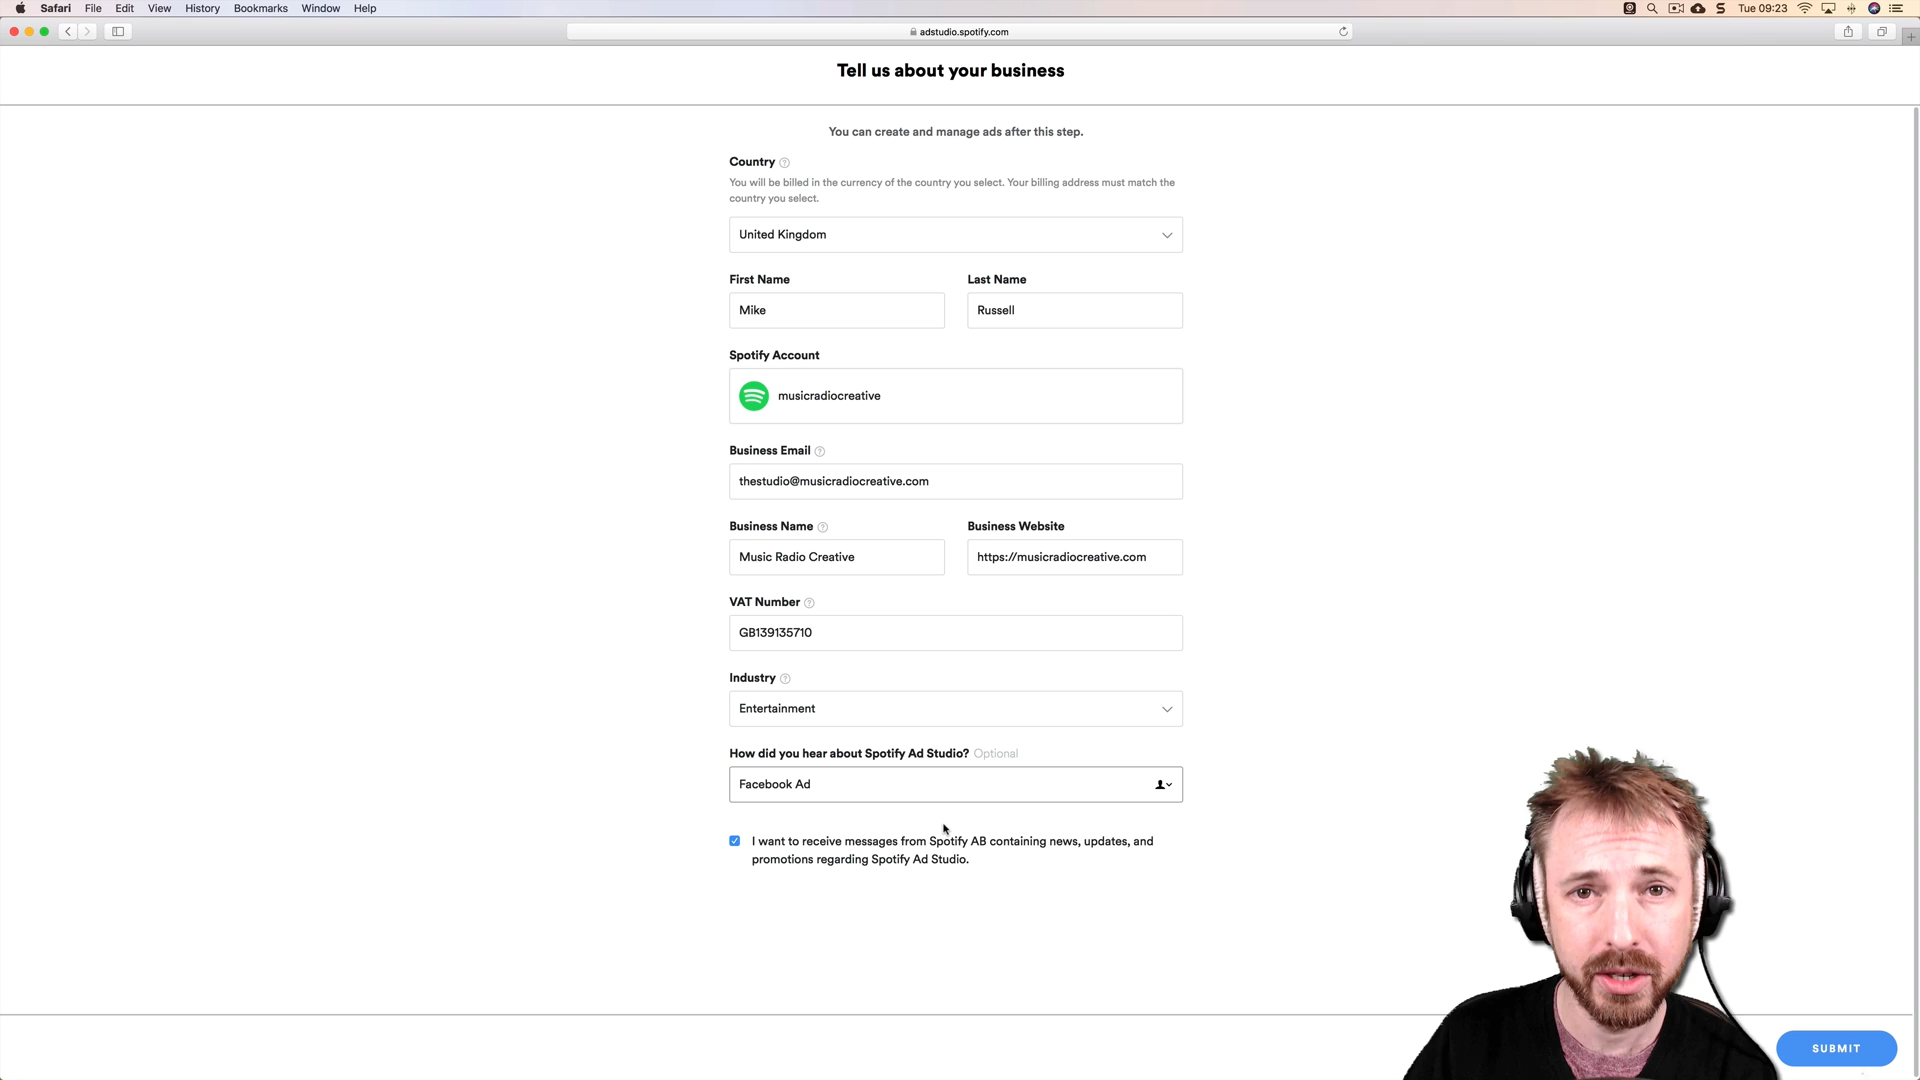 Safari File Edit View History Bookmarks Window Help Tue 09:23
adstudio.spotify.com
Tell us about your business
You can create and manage ads after this step.
Country
You will be billed in the currency of the country you select. Your billing address must match the
country you select.
United Kingdom
First Name Last Name
Mike Russell
Spotify Account
musicradiocreative
Business Email
thestudio@musicradiocreative.com
Business Name Business Website
Music Radio Creative https://musicradiocreative.com
VAT Number
GB139135710
Industry
Entertainment
How did you hear about Spotify Ad Studio? Optional
Facebook Ad
I want to receive messages from Spotify AB containing news, updates, and
promotions regarding Spotify Ad Studio.
SUBMIT